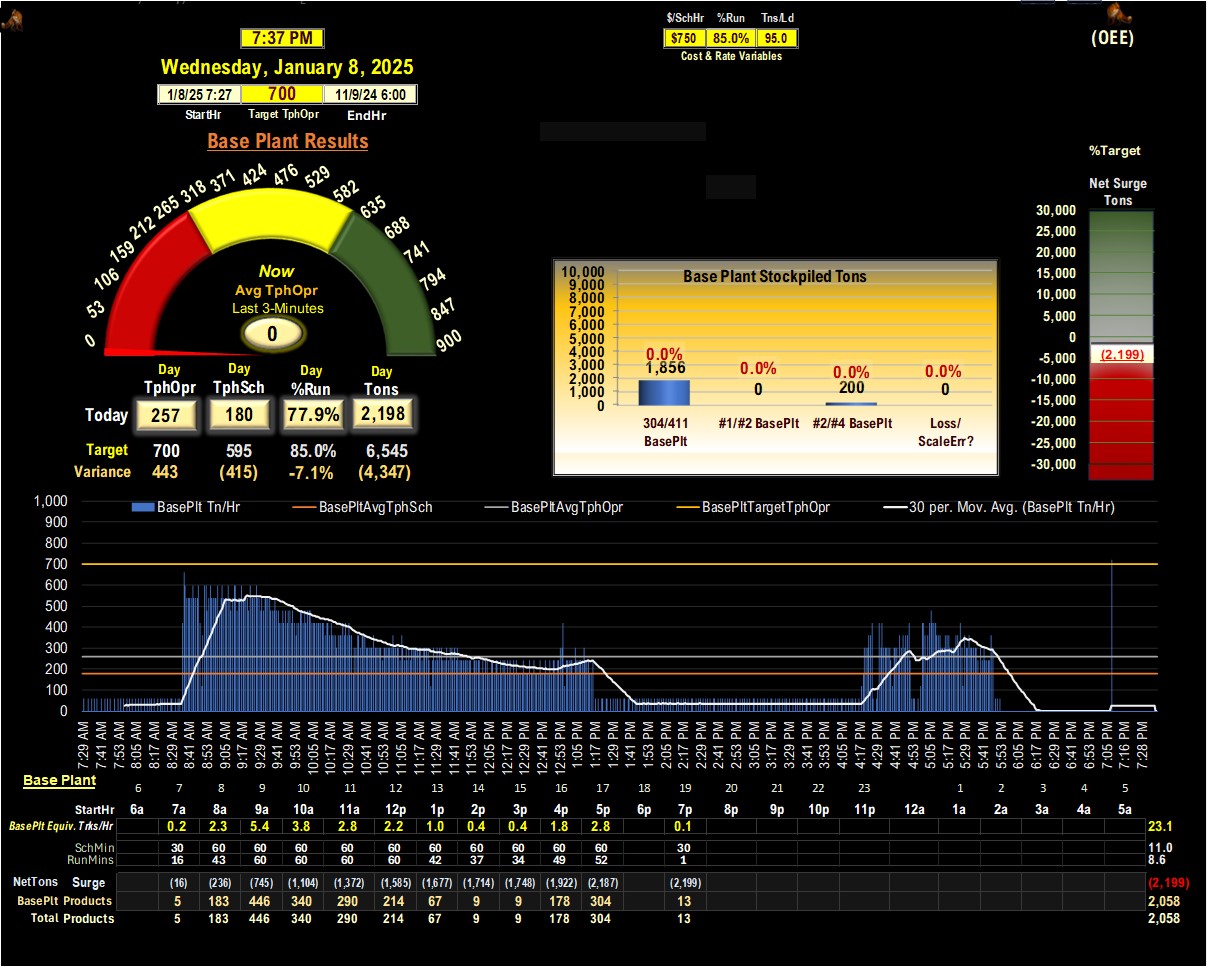 $/SchHr %Run Tns/Ld
7:37 PM
$750 85.0% 95.0
(OEE)
Cost & Rate Variables
Wednesday, January 8, 2025
1/8/25 7:27 700 11/9/24 6:00
StartHr Target TphOpr EndHr
Base Plant Results
%Target
Net Surge
Tons
0 53 106 159 212 265 318 371 424 476 529 582 635 688 741 794 847 900
Now
Avg TphOpr
Last 3-Minutes
0
Day Day Day Day
TphOpr TphSch %Run Tons
Today 257 180 77.9% 2,198
Target 700 595 85.0% 6,545
Variance 443 (415) -7.1% (4,347)
Base Plant Stockpiled Tons
10,000
9,000
8,000
7,000
6,000
5,000
4,000
3,000
2,000
1,000
0
0.0% 0.0% 0.0% 0.0%
1,856 0 200 0
304/411 BasePlt
#1/#2 BasePlt
#2/#4 BasePlt
Loss/ ScaleErr?
30,000
25,000
20,000
15,000
10,000
5,000
0
-5,000
-10,000
-15,000
-20,000
-25,000
-30,000
(2,199)
BasePlt Tn/Hr BasePltAvgTphSch BasePltAvgTphOpr BasePltTargetTphOpr 30 per. Mov. Avg. (BasePlt Tn/Hr)
1,000
900
800
700
600
500
400
300
200
100
0
7:29 AM 7:41 AM 7:53 AM 8:17 AM 8:29 AM 8:53 AM 9:05 AM 9:17 AM 9:29 AM 9:41 AM 9:53 AM 10:05 AM 10:17 AM 10:29 AM 10:41 AM 10:53 AM 11:05 AM 11:17 AM 11:29 AM 11:41 AM 11:53 AM 12:05 PM 12:17 PM 12:29 PM 12:41 PM 12:53 PM 1:05 PM 1:17 PM 1:29 PM 1:41 PM 1:53 PM 2:05 PM 2:17 PM 2:29 PM 2:41 PM 2:53 PM 3:05 PM 3:17 PM 3:29 PM 3:41 PM 3:53 PM 4:05 PM 4:17 PM 4:29 PM 4:41 PM 4:53 PM 5:05 PM 5:17 PM 5:29 PM 5:41 PM 5:53 PM 6:05 PM 6:17 PM 6:29 PM 6:41 PM 6:53 PM 7:05 PM 7:16 PM 7:28 PM
Base Plant 6 7 8 9 10 11 12 13 14 15 16 17 18 19 20 21 22 23 1 2 3 4 5
StartHr 6a 7a 8a 9a 10a 11a 12p 1p 2p 3p 4p 5p 6p 7p 8p 9p 10p 11p 12a 1a 2a 3a 4a 5a
BasePlt Equiv. Trks/Hr 0.2 2.3 5.4 3.8 2.8 2.2 1.0 0.4 0.4 1.8 2.8 0.1 23.1
SchMin 30 60 60 60 60 60 60 60 60 60 60 30 11.0
RunMins 16 43 60 60 60 60 42 37 34 49 52 1 8.6
NetTons Surge (16) (236) (745) (1,104) (1,372) (1,585) (1,677) (1,714) (1,748) (1,922) (2,187) (2,199) (2,199)
BasePlt Products 5 183 446 340 290 214 67 9 9 178 304 13 2,058
Total Products 5 183 446 340 290 214 67 9 9 178 304 13 2,058